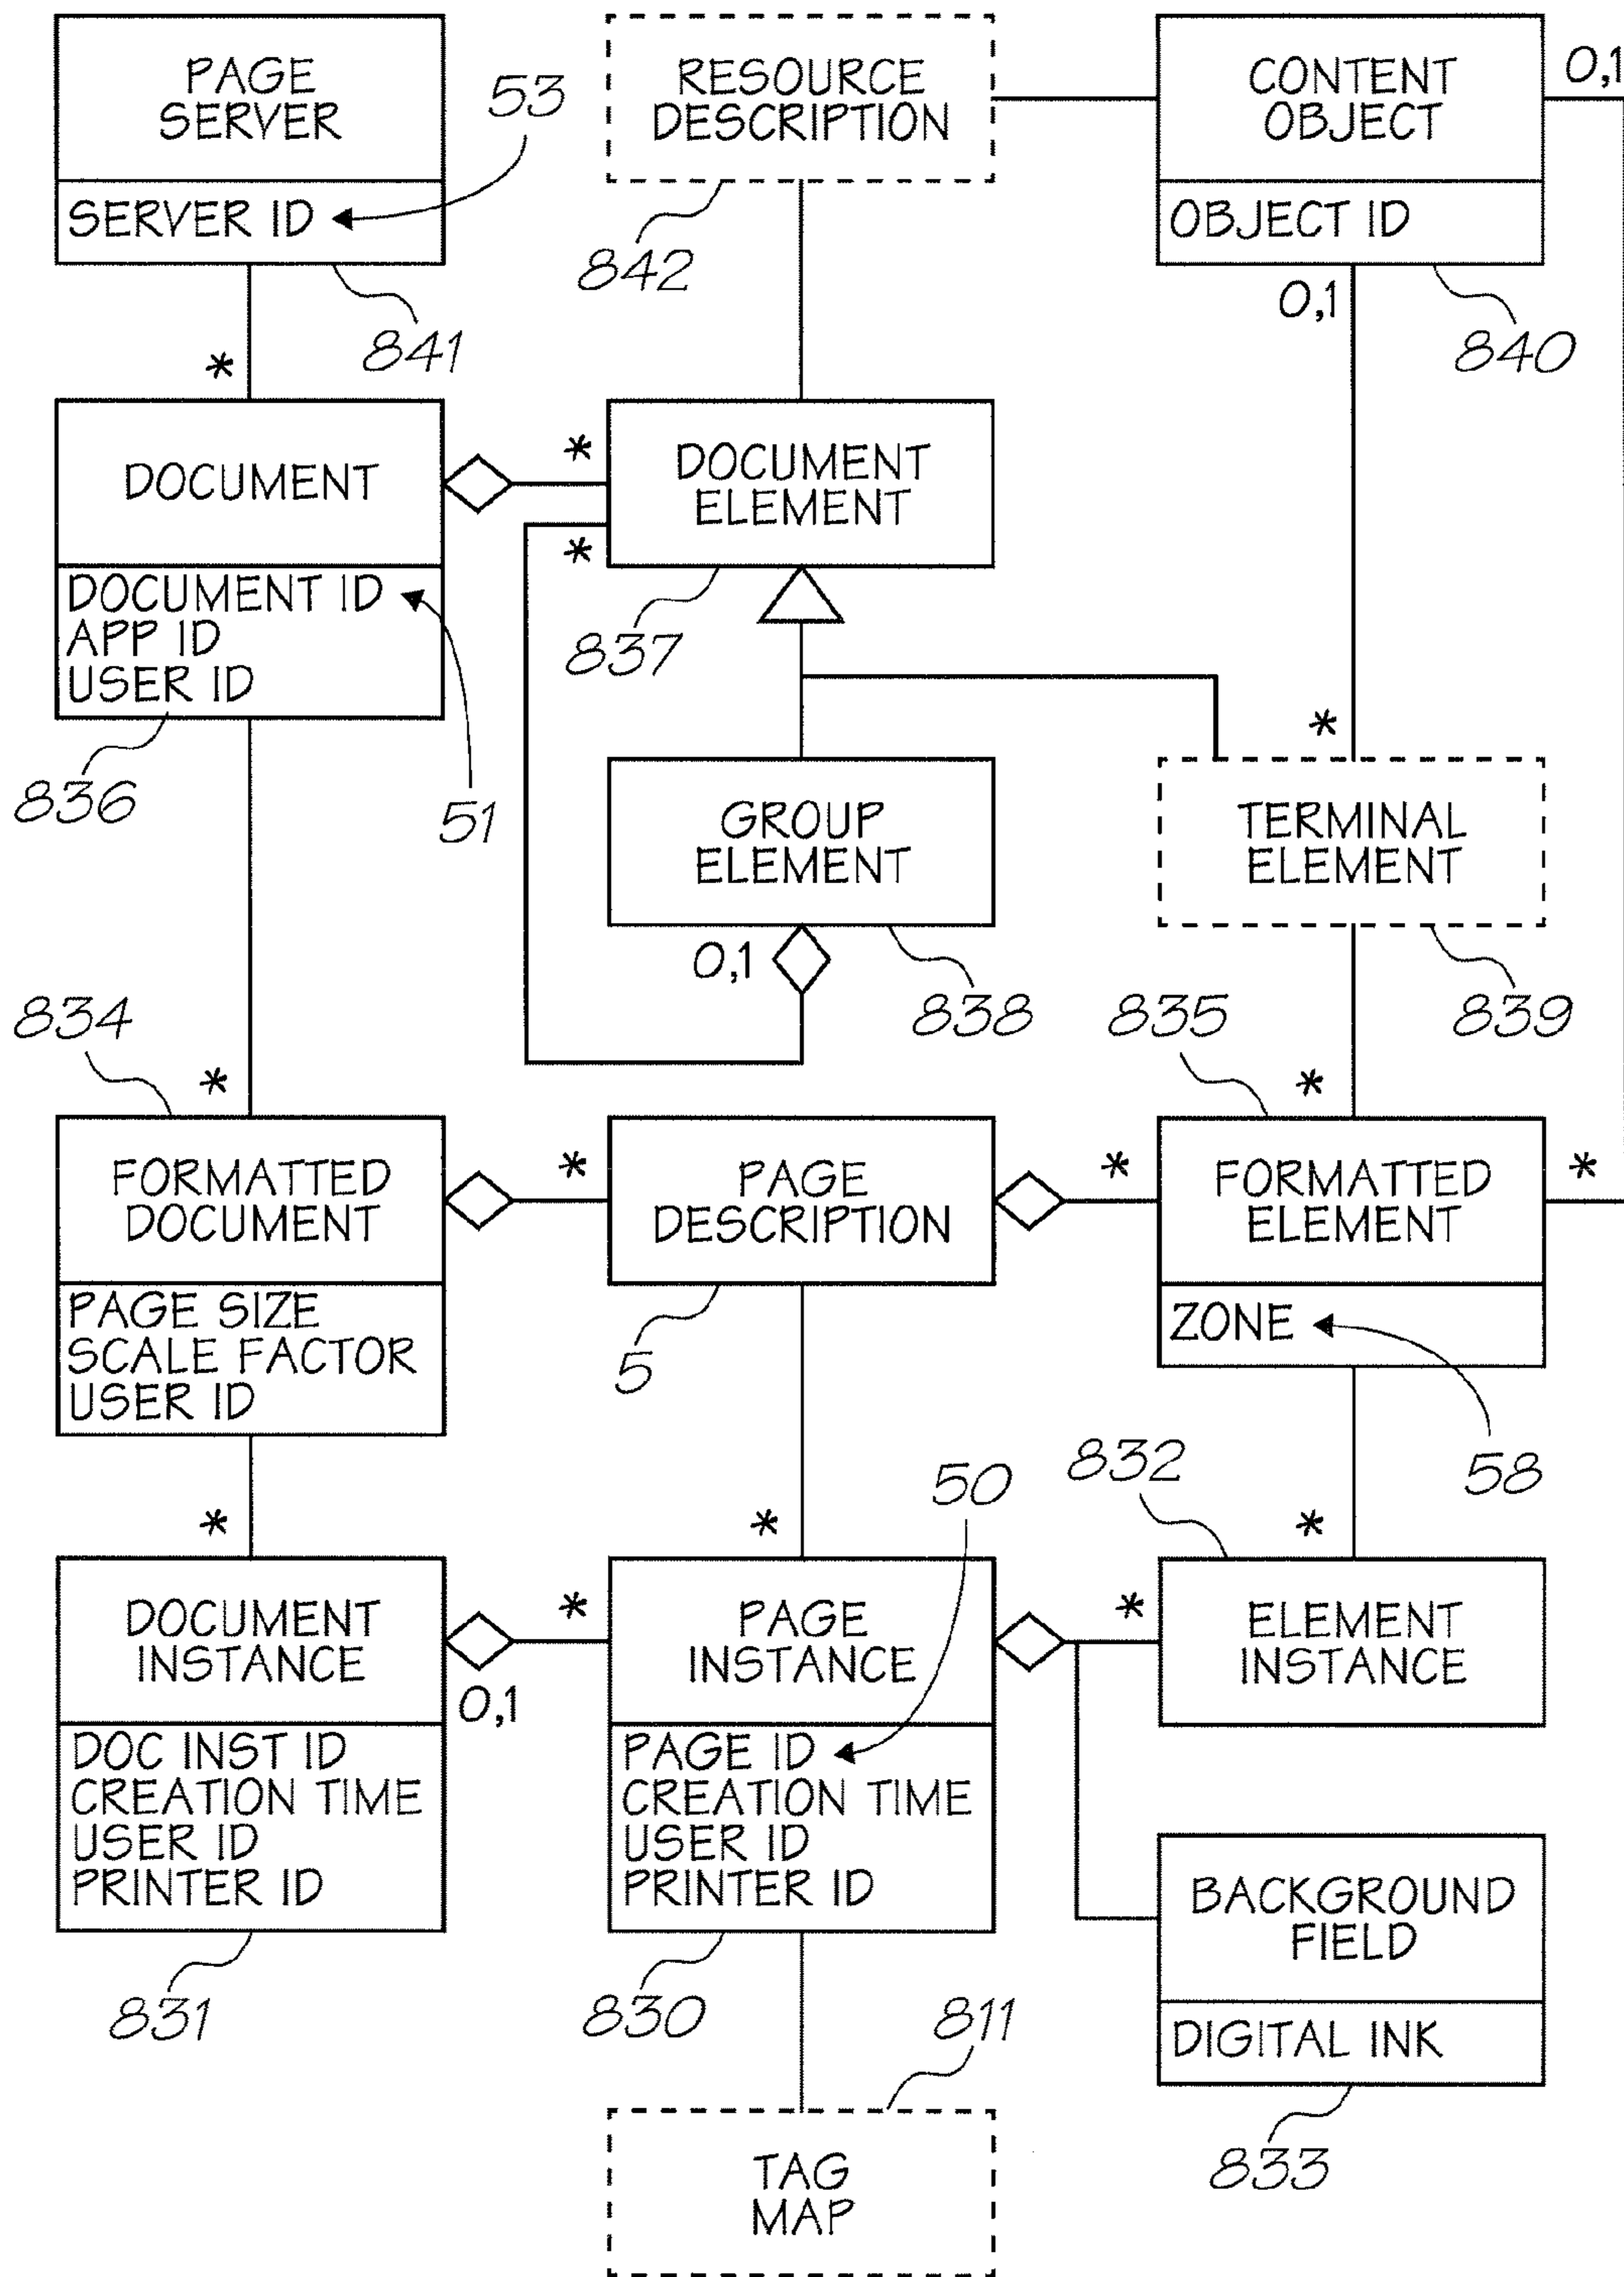 PAGE
SERVER
SERVER ID
53
841
RESOURCE
DESCRIPTION
842
CONTENT
OBJECT
OBJECT ID
0,1
0,1
840
*
DOCUMENT
DOCUMENT ID
APP ID
USER ID
836
51
*
*
DOCUMENT
ELEMENT
837
GROUP
ELEMENT
0,1
838
*
TERMINAL
ELEMENT
839
834
*
FORMATTED
DOCUMENT
PAGE SIZE
SCALE FACTOR
USER ID
*
PAGE
DESCRIPTION
5
835
*
*
*
FORMATTED
ELEMENT
ZONE
58
*
DOCUMENT
INSTANCE
DOC INST ID
CREATION TIME
USER ID
PRINTER ID
831
0,1
*
*
50
PAGE
INSTANCE
PAGE ID
CREATION TIME
USER ID
PRINTER ID
830
832
*
*
ELEMENT
INSTANCE
BACKGROUND
FIELD
DIGITAL INK
833
811
TAG
MAP